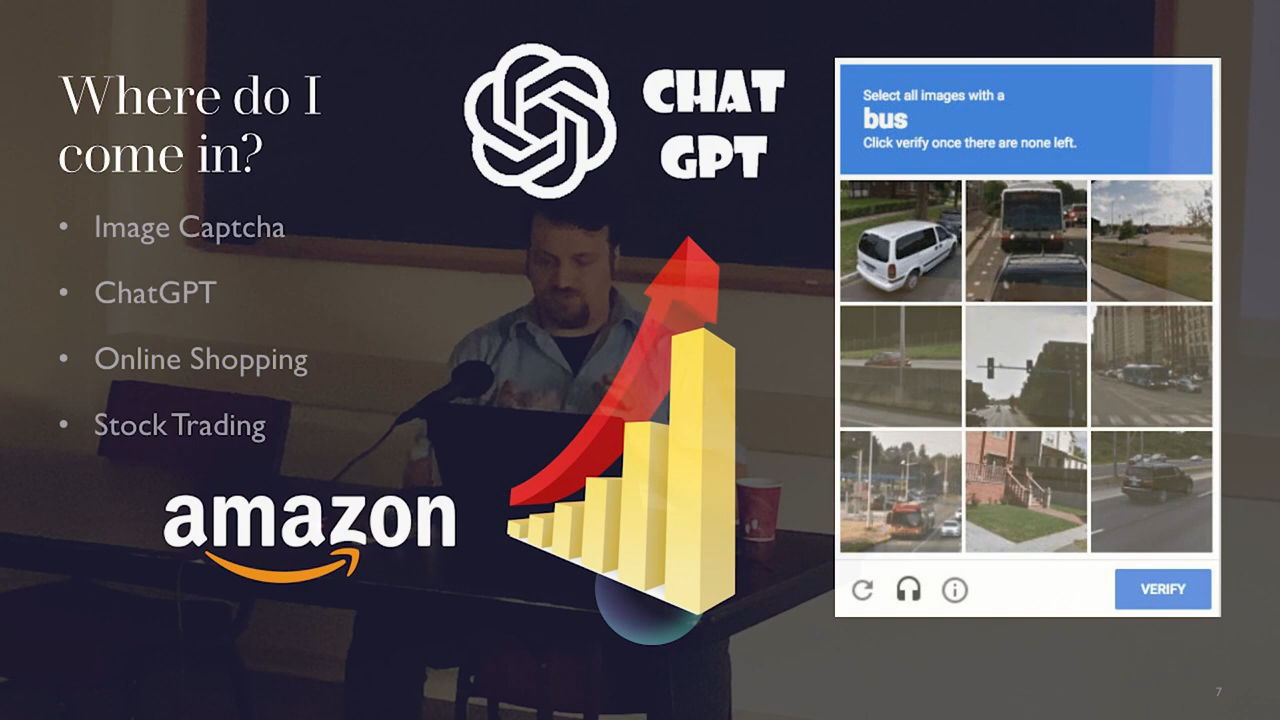 Where do I
come in?
• Image Captcha
• ChatGPT
• Online Shopping
• Stock Trading
amazon
CHAT
GPT
Select all images with a
bus
Click verify once there are none left.
VERIFY
7